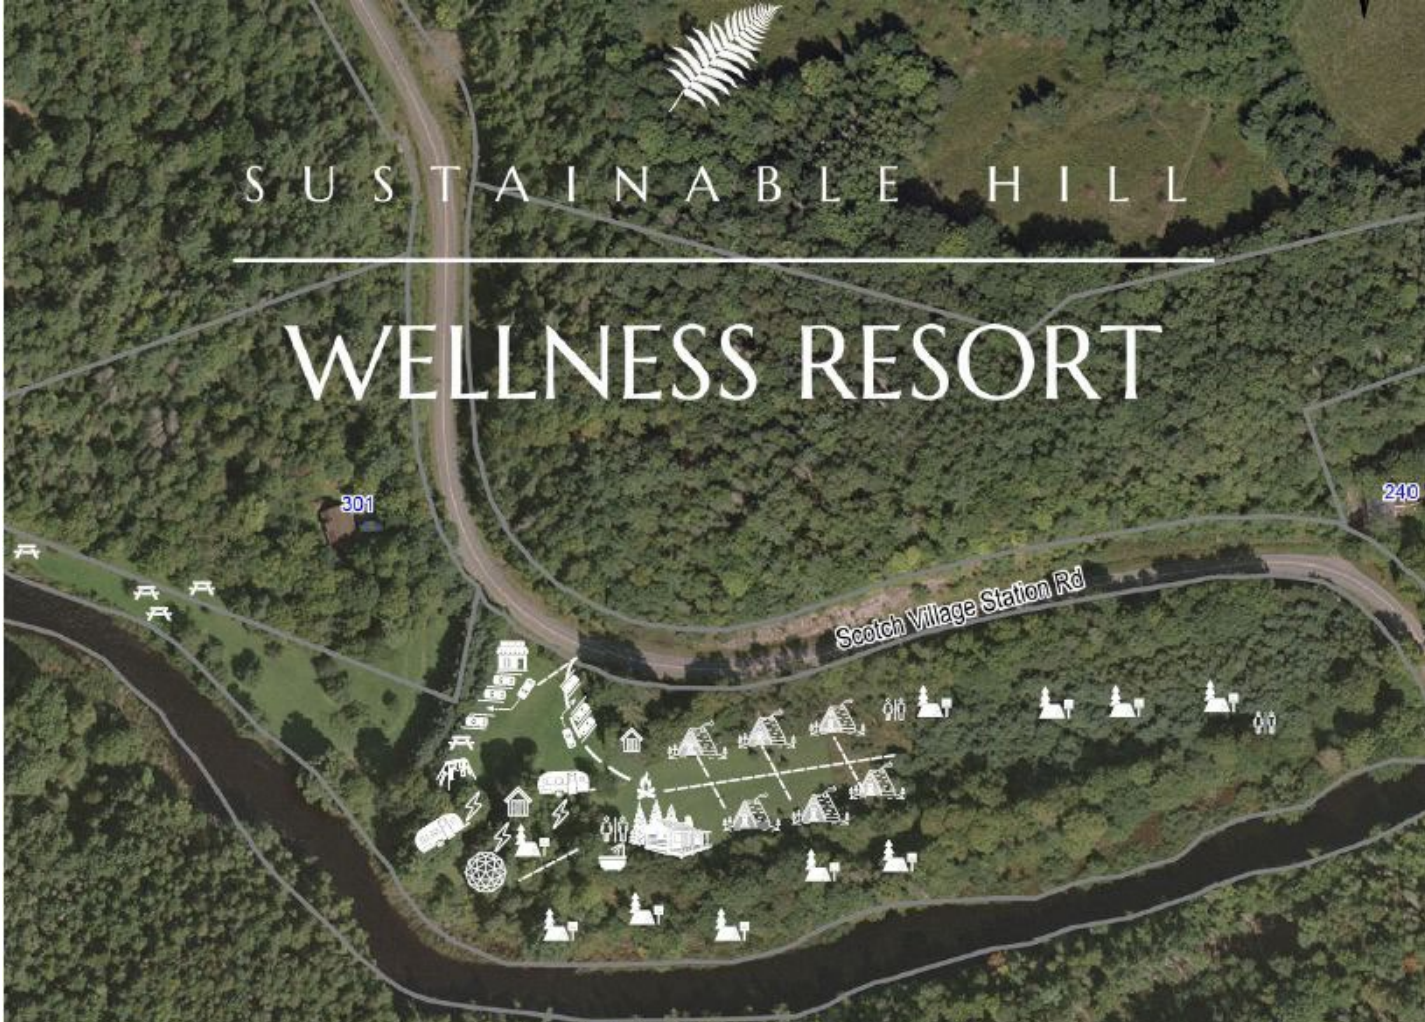 SUSTAINABLE HILL
WELLNESS RESORT
301
240
Scotch Village Station Rd